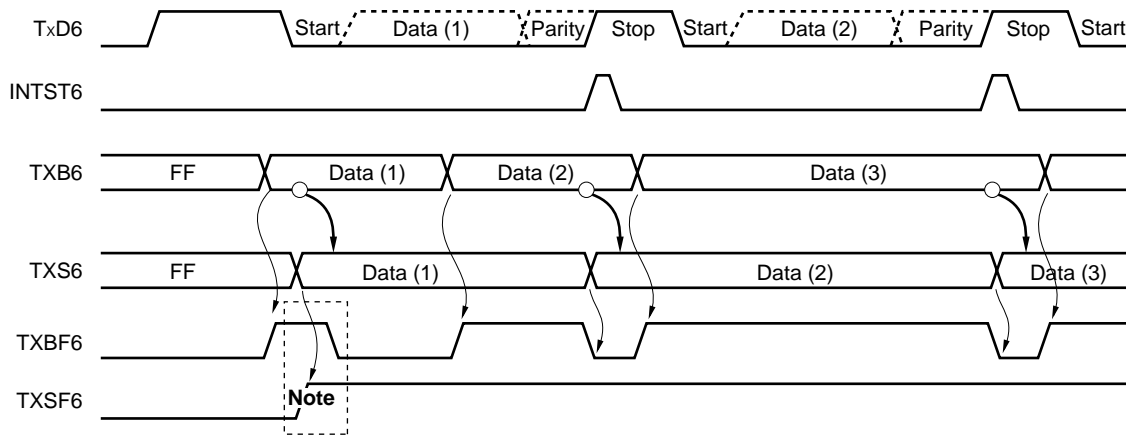 TxD6 Start Data (1) Parity Stop Start Data (2) Parity Stop Start
INTST6
TXB6 FF Data (1) Data (2) Data (3)
TXS6 FF Data (1) Data (2) Data (3)
TXBF6
TXSF6 Note